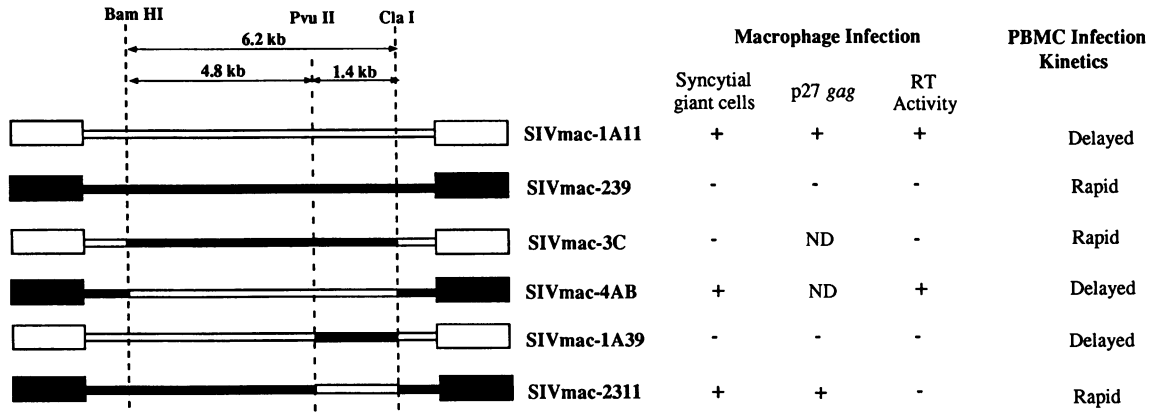 Bam HI Pvu II Cla I
6.2 kb
4.8 kb 1.4 kb
Macrophage Infection
PBMC Infection
Kinetics
Syncytial
giant cells
p27 gag
RT
Activity
SIVmac-1A11 + + + Delayed
SIVmac-239 - - - Rapid
SIVmac-3C - ND - Rapid
SIVmac-4AB + ND + Delayed
SIVmac-1A39 - - - Delayed
SIVmac-2311 + + - Rapid